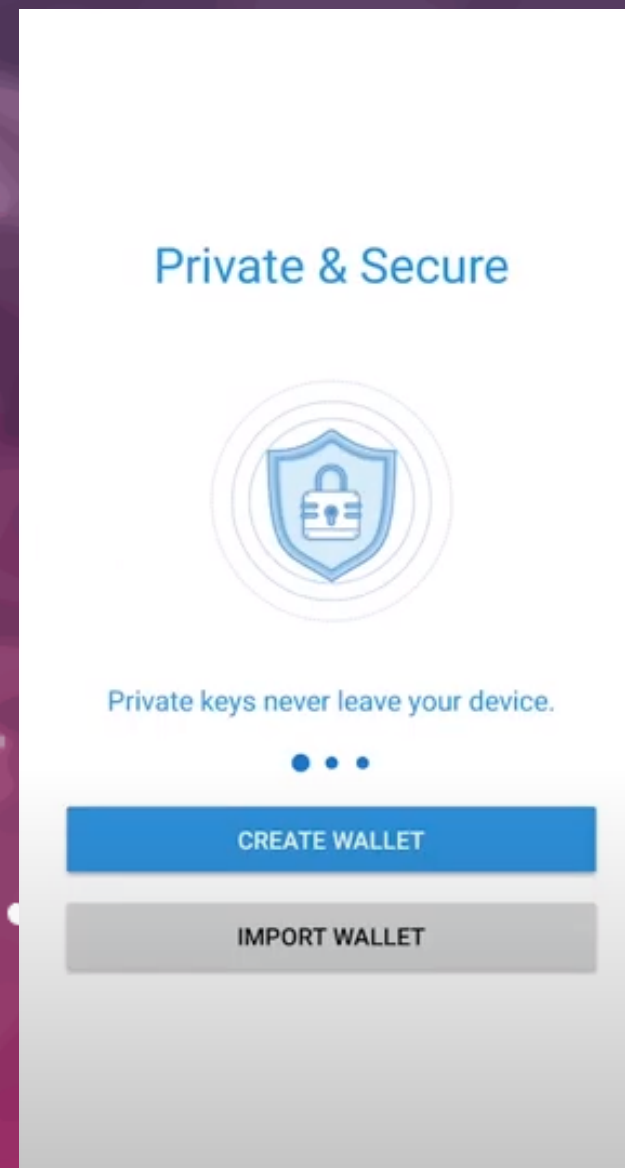 Private & Secure
Private keys never leave your device.
CREATE WALLET
IMPORT WALLET